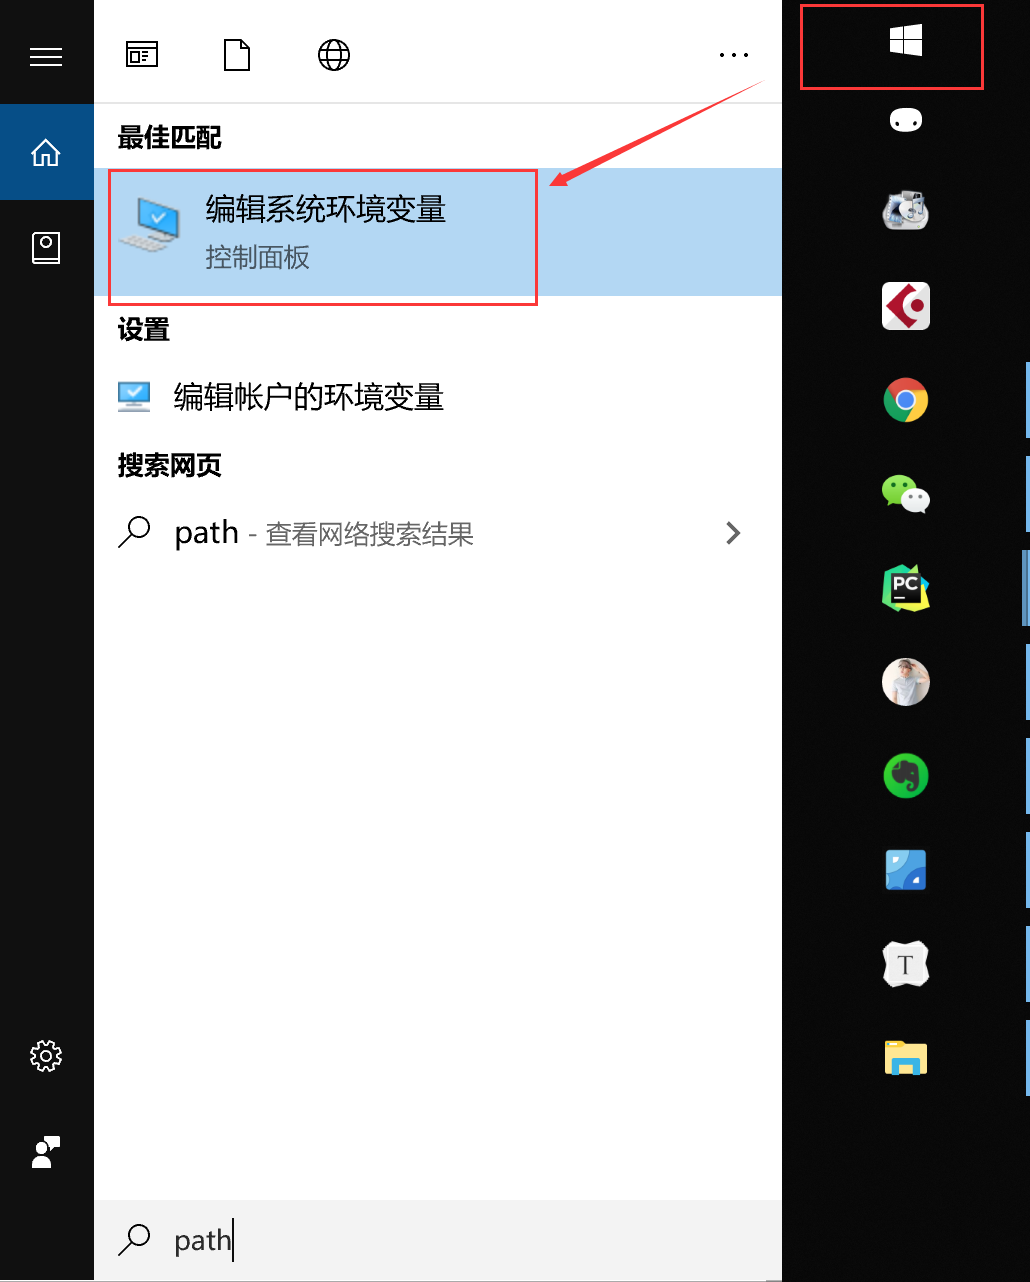 最佳匹配
编辑系统环境变量
控制面板
设置
编辑帐户的环境变量
搜索网页
path - 查看网络搜索结果
PC
T
path